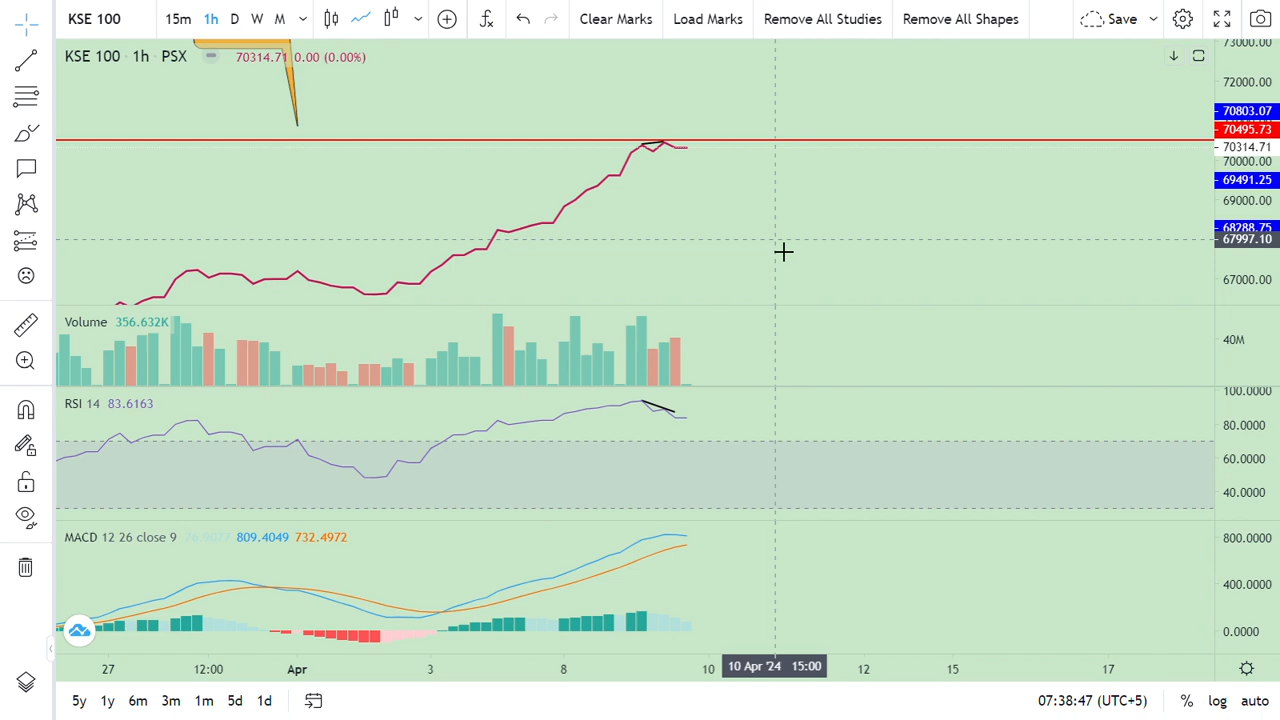 KSE 100 15m 1h D W M Clear Marks Load Marks Remove All Studies Remove All Shapes Save
KSE 100 · 1h · PSX 70314.71 0.00 (0.00%)
73000.00
72000.00
70803.07
70495.73
70314.71
70000.00
69491.25
69000.00
68288.75
67997.10
67000.00
Volume 356.632K
40M
RSI 14 83.6163
100.0000
80.0000
60.0000
40.0000
MACD 12 26 close 9 76.9077 809.4049 732.4972
800.0000
400.0000
0.0000
27 12:00 Apr 3 8 10 10 Apr '24 15:00 12 15 17
5y 1y 6m 3m 1m 5d 1d 07:38:47 (UTC+5) % log auto